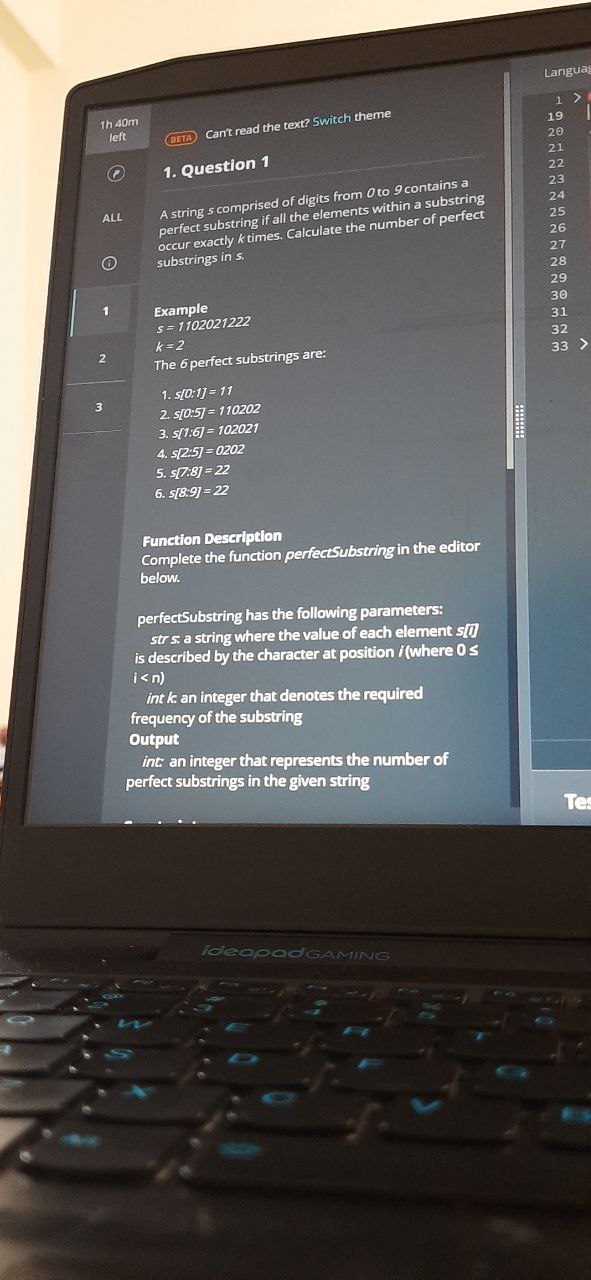 1h 40m
left
ALL
1
2
3
BETA Can't read the text? Switch theme
1. Question 1
A string s comprised of digits from 0 to 9 contains a
perfect substring if all the elements within a substring
occur exactly k times. Calculate the number of perfect
substrings in s.
Example
s = 1102021222
k = 2
The 6 perfect substrings are:
1. s[0:1] = 11
2. s[0:5] = 110202
3. s[1:6] = 102021
4. s[2:5] = 0202
5. s[7:8] = 22
6. s[8:9] = 22
Function Description
Complete the function perfectSubstring in the editor
below.
perfectSubstring has the following parameters:
str s: a string where the value of each element s[i]
is described by the character at position i (where 0 ≤
i < n)
int k: an integer that denotes the required
frequency of the substring
Output
int: an integer that represents the number of
perfect substrings in the given string
1
19
20
21
22
23
24
25
26
27
28
29
30
31
32
33
ideapad GAMING
W E R T
S D F G
X C V B